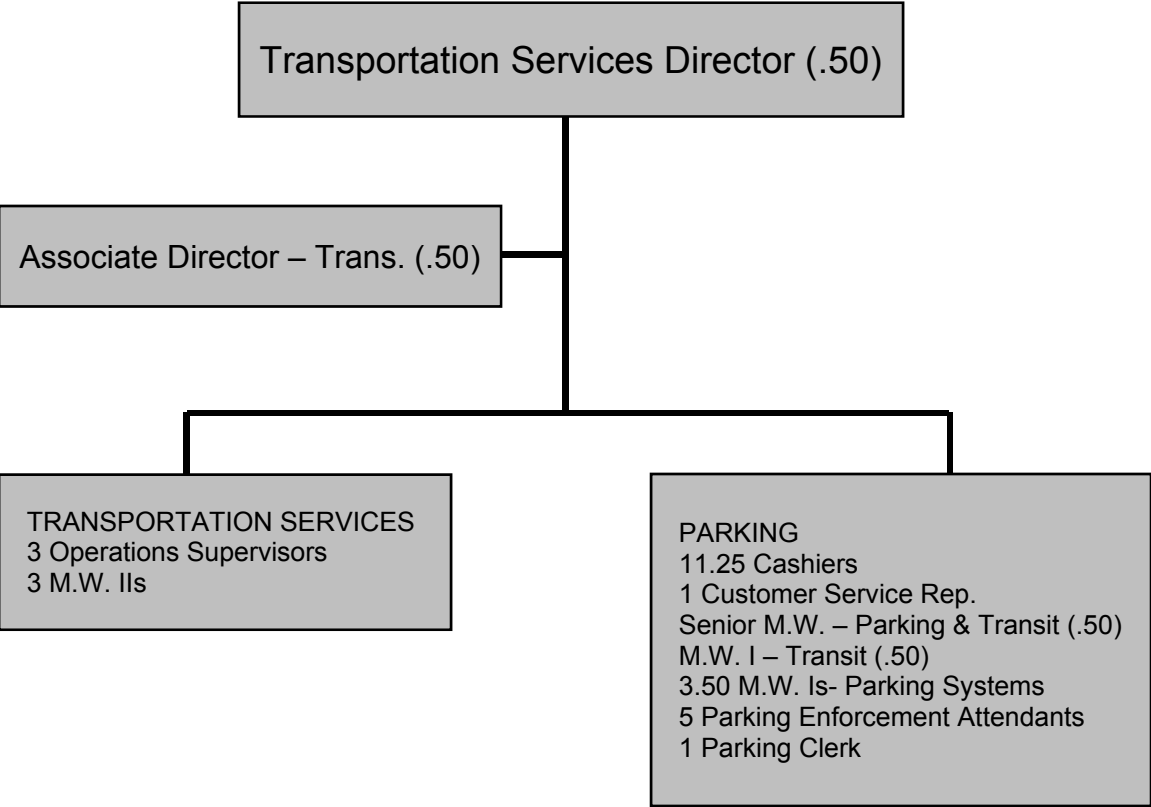 Transportation Services Director (.50)
Associate Director – Trans. (.50)
TRANSPORTATION SERVICES
3 Operations Supervisors
3 M.W. IIs
PARKING
11.25 Cashiers
1 Customer Service Rep.
Senior M.W. – Parking & Transit (.50)
M.W. I – Transit (.50)
3.50 M.W. Is- Parking Systems
5 Parking Enforcement Attendants
1 Parking Clerk